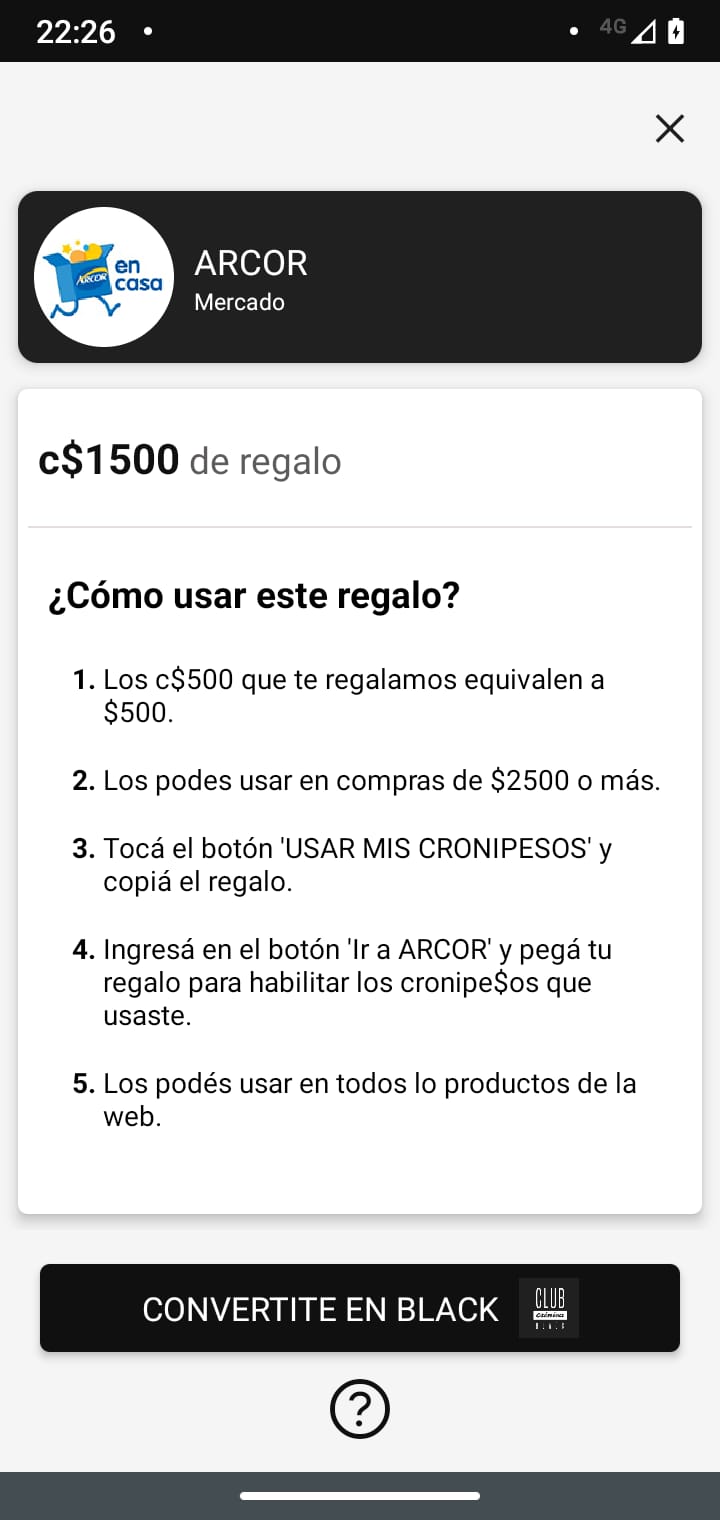 22:26
4G
ARCOR
en
casa
ARCOR
Mercado
c$1500 de regalo
¿Cómo usar este regalo?
1. Los c$500 que te regalamos equivalen a
$500.
2. Los podes usar en compras de $2500 o más.
3. Tocá el botón 'USAR MIS CRONIPESOS' y
copiá el regalo.
4. Ingresá en el botón 'Ir a ARCOR' y pegá tu
regalo para habilitar los cronipe$os que
usaste.
5. Los podés usar en todos lo productos de la
web.
CONVERTITE EN BLACK
CLUB
?